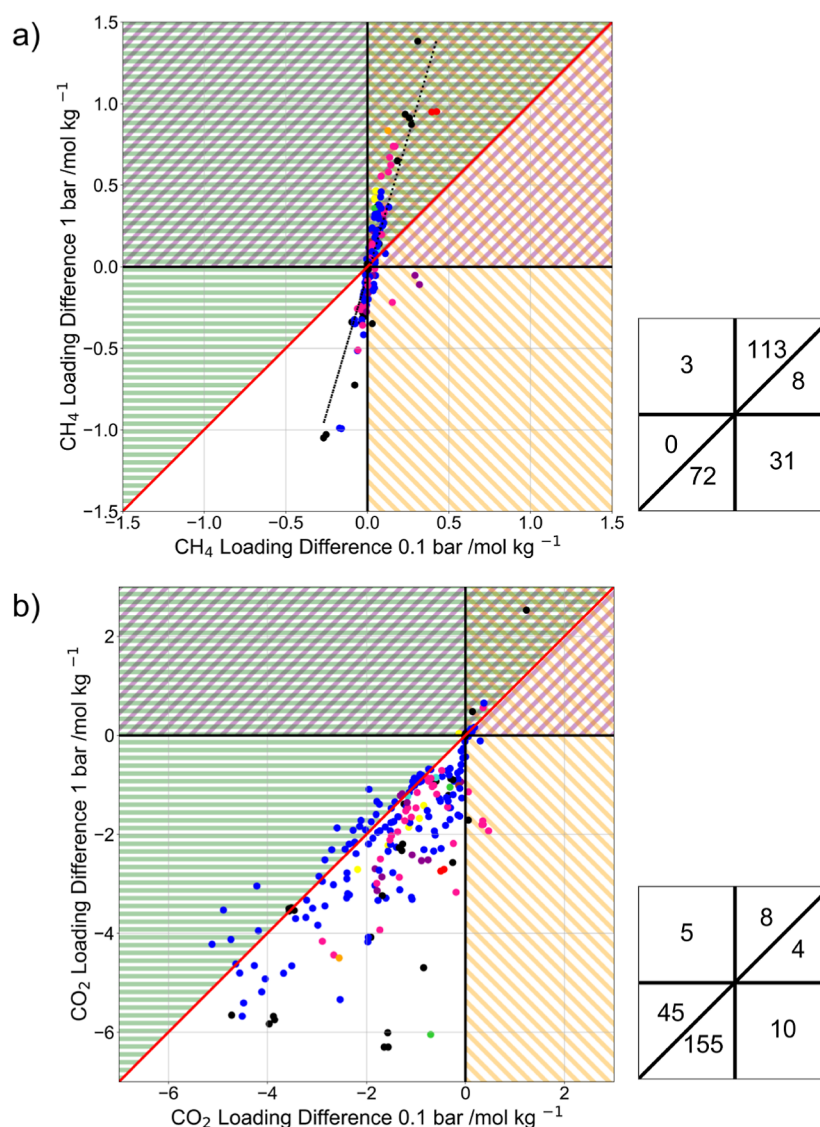 a)
CH₄ Loading Difference 1 bar /mol kg ⁻¹
1.5
1.0
0.5
0.0
−0.5
−1.0
−1.5
−1.5 −1.0 −0.5 0.0 0.5 1.0 1.5
CH₄ Loading Difference 0.1 bar /mol kg ⁻¹
3 113
8
0
72 31
b)
CO₂ Loading Difference 1 bar /mol kg ⁻¹
2
0
−2
−4
−6
−6 −4 −2 0 2
CO₂ Loading Difference 0.1 bar /mol kg ⁻¹
5 8
4
45
155 10